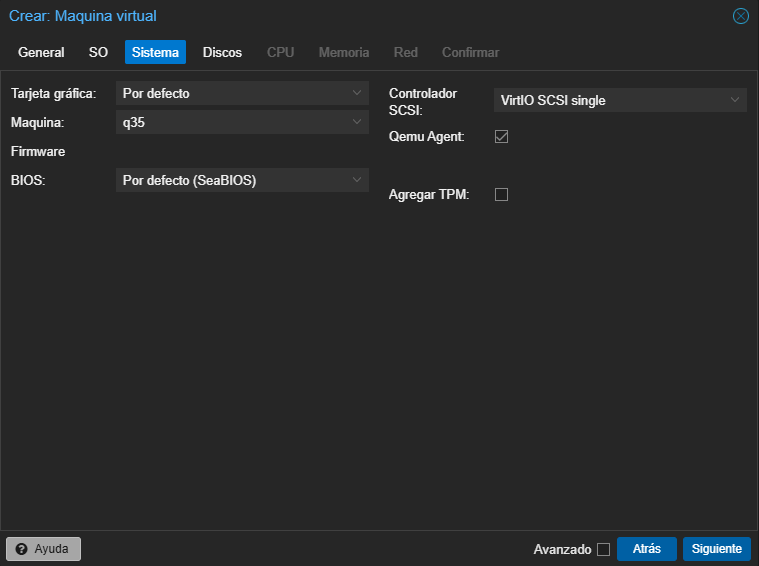 Crear: Maquina virtual
General SO Sistema Discos CPU Memoria Red Confirmar
Tarjeta gráfica: Por defecto
Maquina: q35
Firmware
BIOS: Por defecto (SeaBIOS)
Controlador
SCSI: VirtIO SCSI single
Qemu Agent:
Agregar TPM:
Ayuda Avanzado Atrás Siguiente